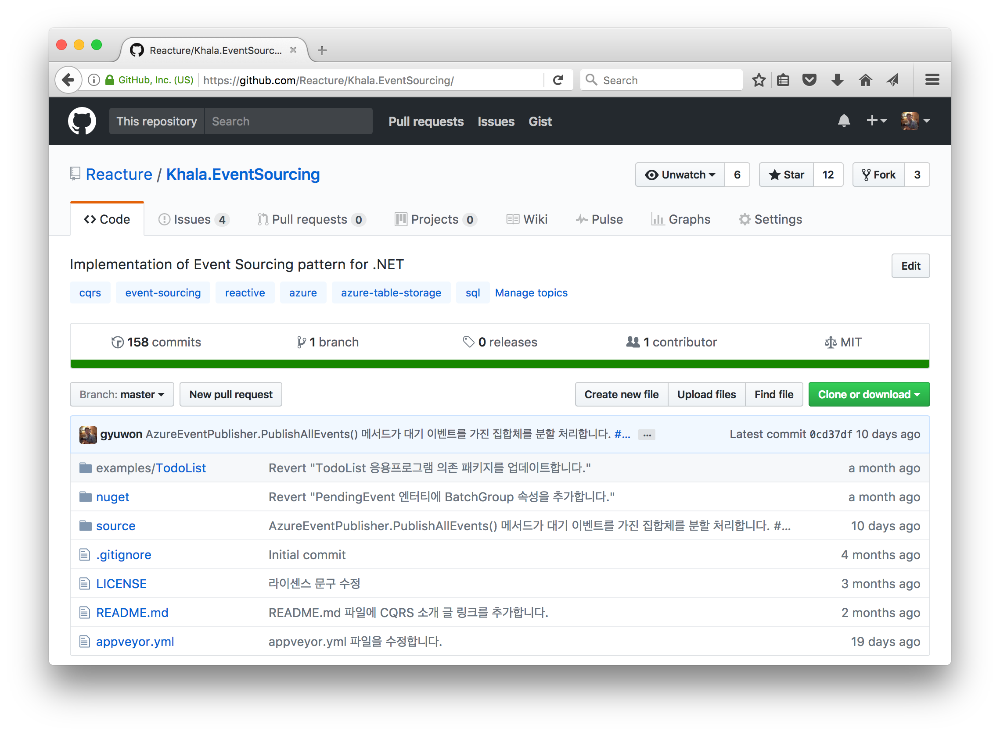 Reacture/Khala.EventSourc...
GitHub, Inc. (US) https://github.com/Reacture/Khala.EventSourcing/ Search
This repository Search Pull requests Issues Gist
Reacture / Khala.EventSourcing Unwatch 6 Star 12 Fork 3
Code Issues 4 Pull requests 0 Projects 0 Wiki Pulse Graphs Settings
Implementation of Event Sourcing pattern for .NET Edit
cqrs event-sourcing reactive azure azure-table-storage sql Manage topics
158 commits 1 branch 0 releases 1 contributor MIT
Branch: master New pull request Create new file Upload files Find file Clone or download
gyuwon AzureEventPublisher.PublishAllEvents() 메서드가 대기 이벤트를 가진 집합체를 분할 처리합니다. #... ... Latest commit 0cd37df 10 days ago
examples/TodoList Revert "TodoList 응용프로그램 의존 패키지를 업데이트합니다." a month ago
nuget Revert "PendingEvent 엔터티에 BatchGroup 속성을 추가합니다." a month ago
source AzureEventPublisher.PublishAllEvents() 메서드가 대기 이벤트를 가진 집합체를 분할 처리합니다. #... 10 days ago
.gitignore Initial commit 4 months ago
LICENSE 라이센스 문구 수정 3 months ago
README.md README.md 파일에 CQRS 소개 글 링크를 추가합니다. 2 months ago
appveyor.yml appveyor.yml 파일을 수정합니다. 19 days ago